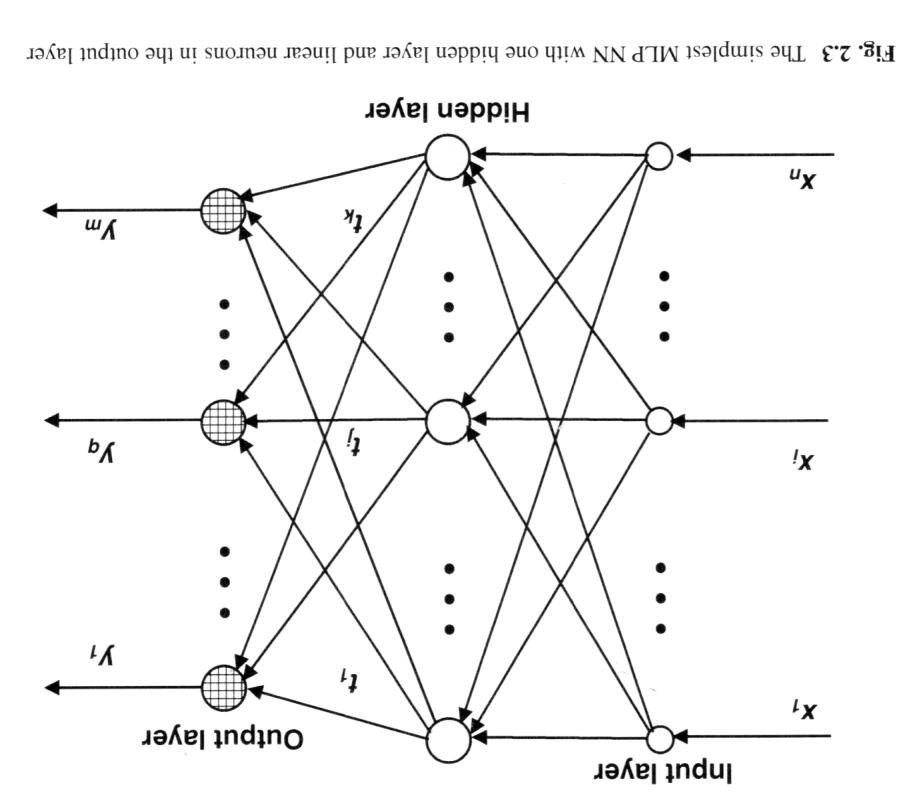 Input layer
Output layer
x1
t1
y1
xi
tj
yq
xn
tk
ym
Hidden layer
Fig. 2.3 The simplest MLP NN with one hidden layer and linear neurons in the output layer